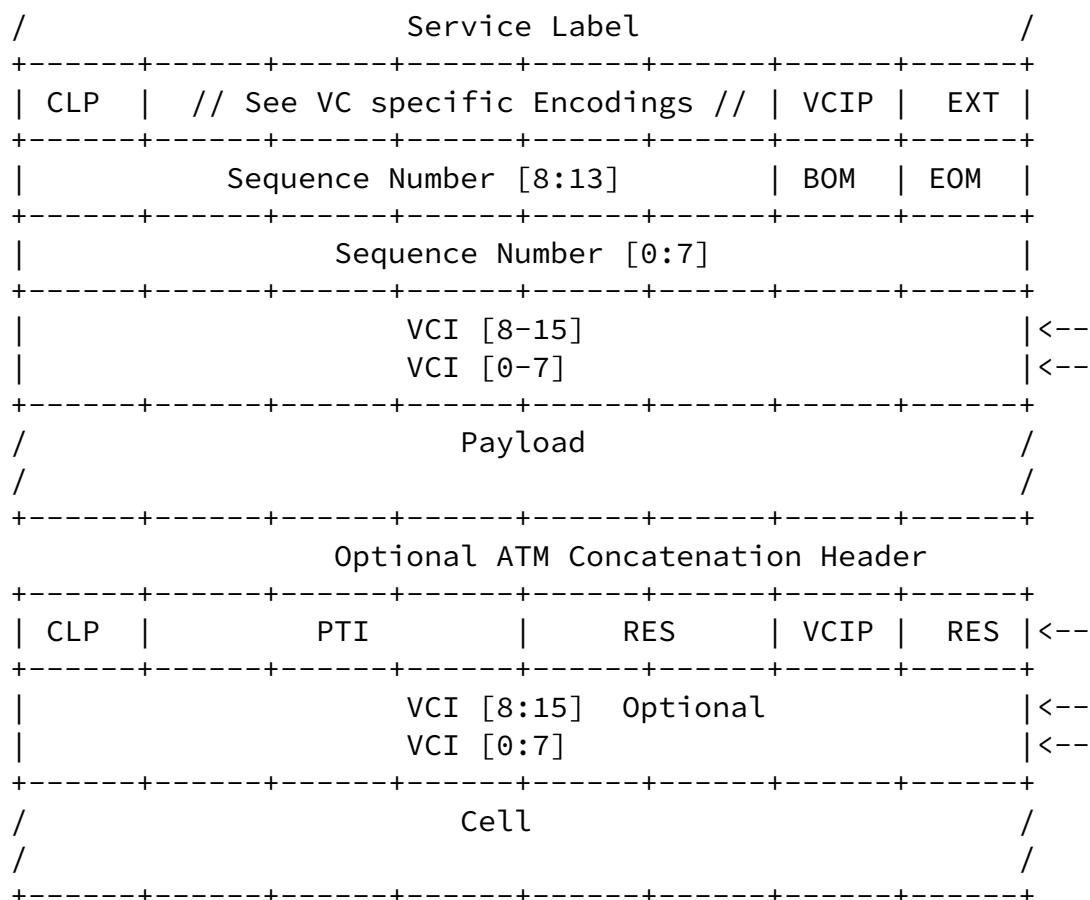 /                     Service Label                     /
+------+------+------+------+------+------+------+------+
| CLP  |  // See VC specific Encodings // | VCIP |  EXT |
+------+------+------+------+------+------+------+------+
|           Sequence Number [8:13]        | BOM  | EOM  |
+------+------+------+------+------+------+------+------+
|                 Sequence Number [0:7]                 |
+------+------+------+------+------+------+------+------+
|                     VCI [8-15]                        |<--
|                     VCI [0-7]                         |<--
+------+------+------+------+------+------+------+------+
/                        Payload                        /
/                                                       /
+------+------+------+------+------+------+------+------+
                 Optional ATM Concatenation Header
+------+------+------+------+------+------+------+------+
| CLP  |         PTI        |     RES     | VCIP |  RES |<--
+------+------+------+------+------+------+------+------+
|                     VCI [8:15]  Optional              |<--
|                     VCI [0:7]                         |<--
+------+------+------+------+------+------+------+------+
/                        Cell                           /
/                                                       /
+------+------+------+------+------+------+------+------+